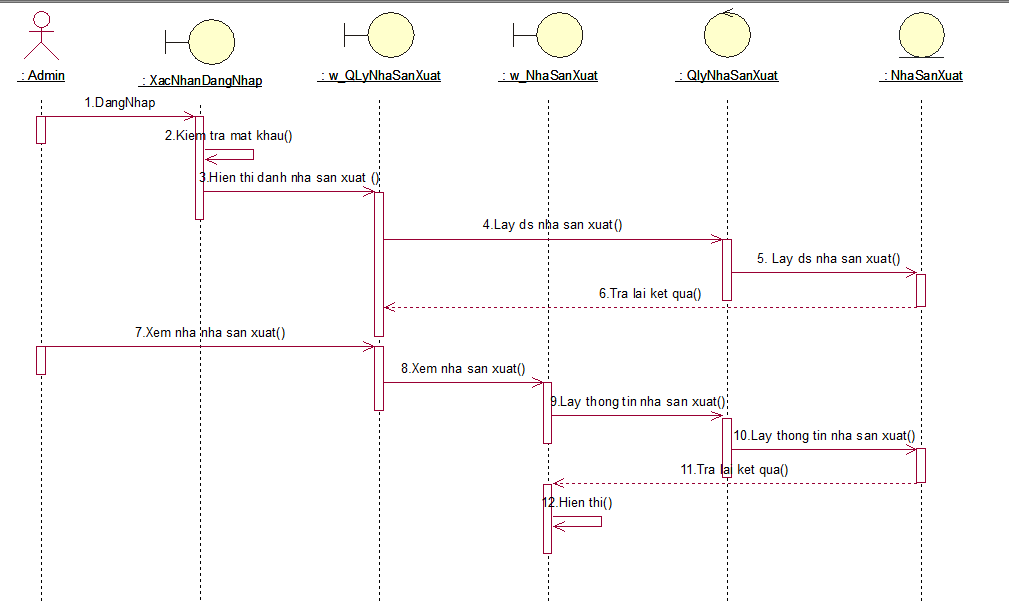 : Admin
: XacNhanDangNhap
: w_QLyNhaSanXuat
: w_NhaSanXuat
: QlyNhaSanXuat
: NhaSanXuat
1.DangNhap
2.Kiem tra mat khau()
3.Hien thi danh nha san xuat ()
4.Lay ds nha san xuat()
5. Lay ds nha san xuat()
6.Tra lai ket qua()
7.Xem nha nha san xuat()
8.Xem nha san xuat()
9.Lay thong tin nha san xuat()
10.Lay thong tin nha san xuat()
11.Tra lai ket qua()
12.Hien thi()